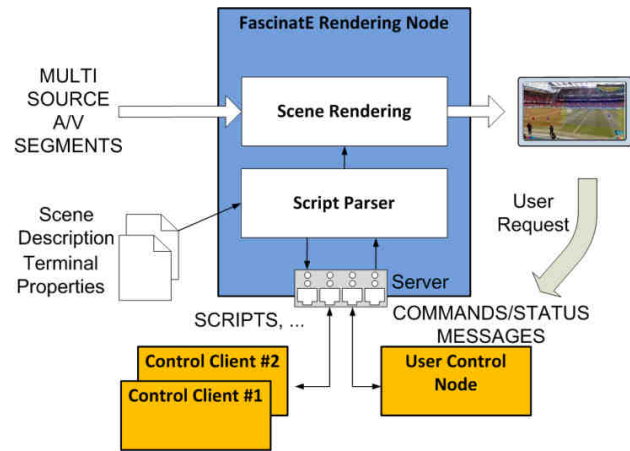 FascinatE Rendering Node
MULTI
SOURCE
A/V
SEGMENTS
Scene Rendering
Script Parser
Scene
Description
Terminal
Properties
User
Request
Server
SCRIPTS, ...
COMMANDS/STATUS
MESSAGES
Control Client #2
Control Client #1
User Control
Node